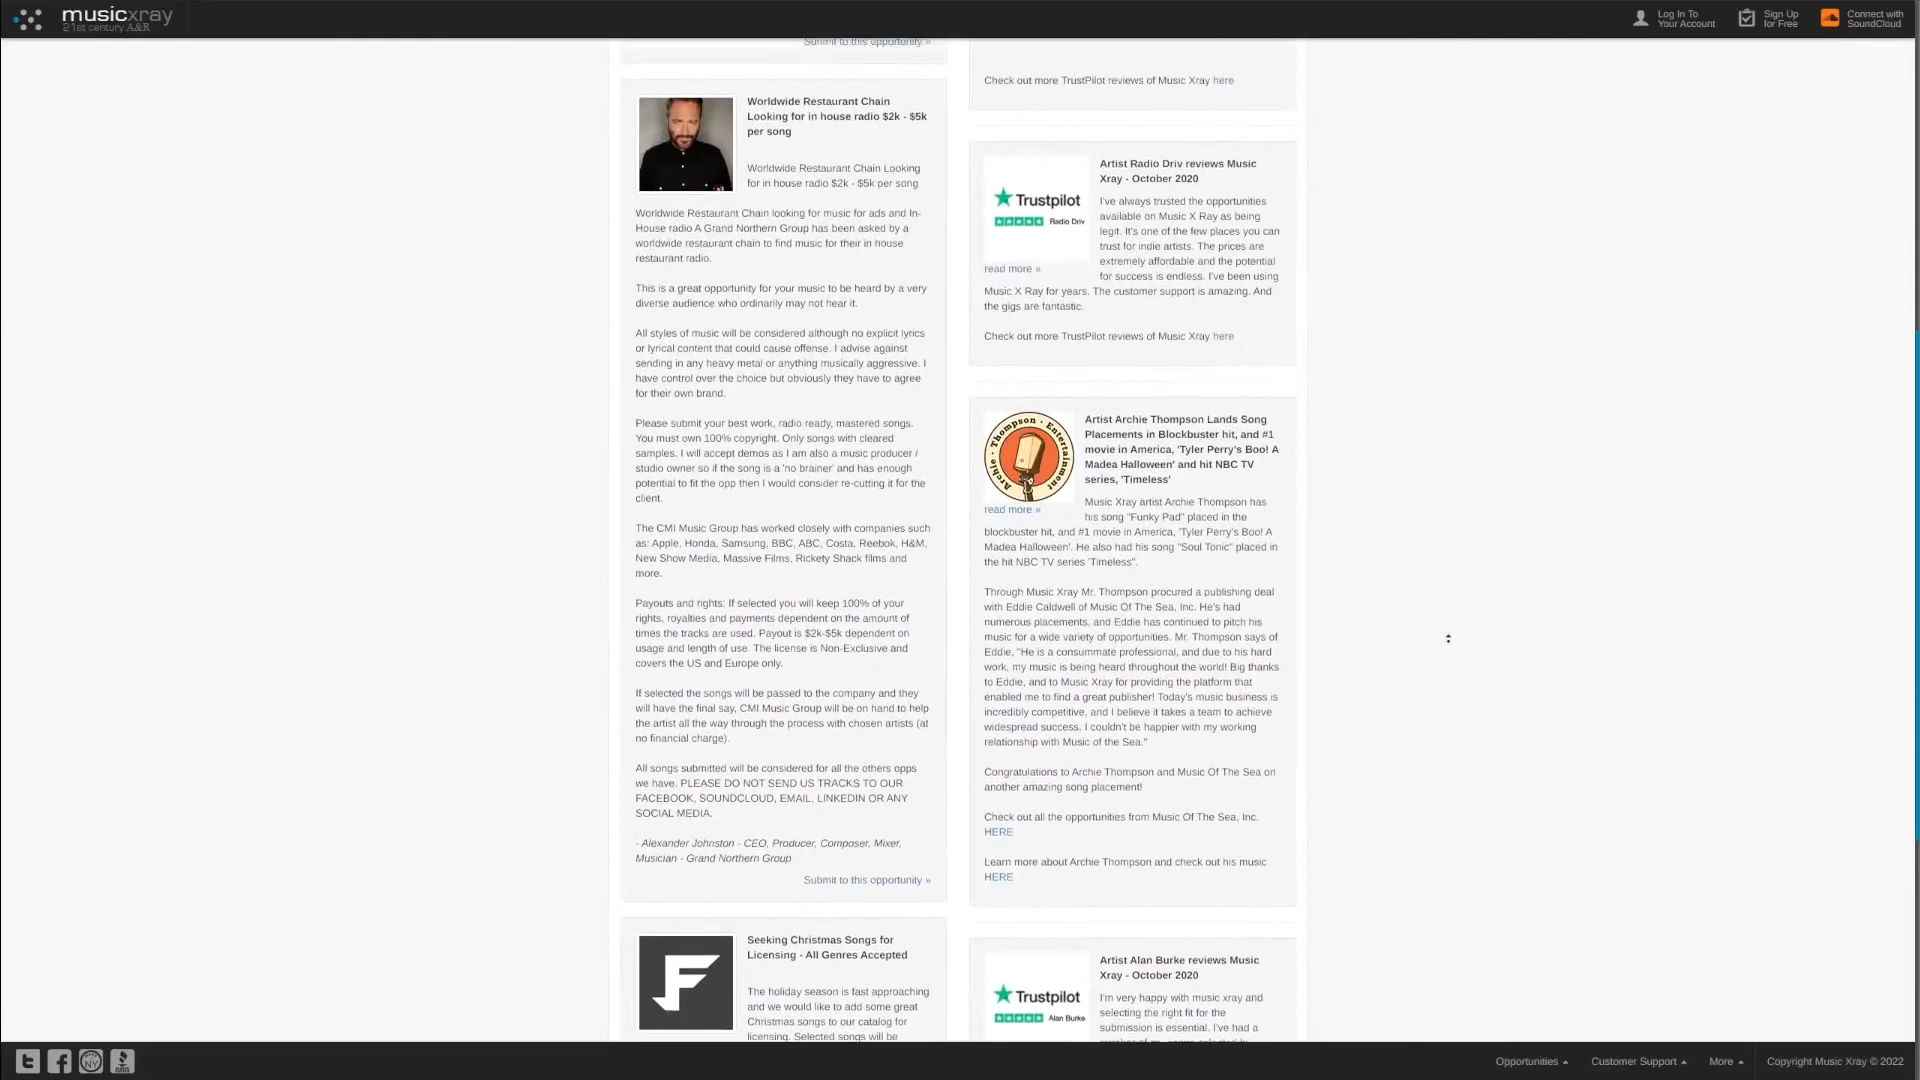 musicxray
21st century A&R
Log In To
Your Account
Sign Up
for Free
Connect with
SoundCloud
Submit to this opportunity »
Worldwide Restaurant Chain
Looking for in house radio $2k - $5k
per song
Worldwide Restaurant Chain Looking
for in house radio $2k - $5k per song
Worldwide Restaurant Chain looking for music for ads and In-
House radio A Grand Northern Group has been asked by a
worldwide restaurant chain to find music for their in house
restaurant radio.
This is a great opportunity for your music to be heard by a very
diverse audience who ordinarily may not hear it.
All styles of music will be considered although no explicit lyrics
or lyrical content that could cause offense. I advise against
sending in any heavy metal or anything musically aggressive. I
have control over the choice but obviously they have to agree
for their own brand.
Please submit your best work, radio ready, mastered songs.
You must own 100% copyright. Only songs with cleared
samples. I will accept demos as I am also a music producer /
studio owner so if the song is a 'no brainer' and has enough
potential to fit the opp then I would consider re-cutting it for the
client.
The CMI Music Group has worked closely with companies such
as: Apple, Honda, Samsung, BBC, ABC, Costa, Reebok, H&M,
New Show Media, Massive Films, Rickety Shack films and
more.
Payouts and rights: If selected you will keep 100% of your
rights, royalties and payments dependent on the amount of
times the tracks are used. Payout is $2k-$5k dependent on
usage and length of use. The license is Non-Exclusive and
covers the US and Europe only.
If selected the songs will be passed to the company and they
will have the final say, CMI Music Group will be on hand to help
the artist all the way through the process with chosen artists (at
no financial charge).
All songs submitted will be considered for all the others opps
we have. PLEASE DO NOT SEND US TRACKS TO OUR
FACEBOOK, SOUNDCLOUD, EMAIL, LINKEDIN OR ANY
SOCIAL MEDIA.
- Alexander Johnston - CEO, Producer, Composer, Mixer,
Musician - Grand Northern Group
Submit to this opportunity »
Seeking Christmas Songs for
Licensing - All Genres Accepted
The holiday season is fast approaching
and we would like to add some great
Christmas songs to our catalog for
licensing. Selected songs will be
Check out more TrustPilot reviews of Music Xray here
Trustpilot
Radio Driv
read more »
Artist Radio Driv reviews Music
Xray - October 2020
I've always trusted the opportunities
available on Music X Ray as being
legit. It's one of the few places you can
trust for indie artists. The prices are
extremely affordable and the potential
for success is endless. I've been using
Music X Ray for years. The customer support is amazing. And
the gigs are fantastic.
Check out more TrustPilot reviews of Music Xray here
Archie · Thompson · Entertainment
read more »
Artist Archie Thompson Lands Song
Placements in Blockbuster hit, and #1
movie in America, 'Tyler Perry's Boo! A
Madea Halloween' and hit NBC TV
series, 'Timeless'
Music Xray artist Archie Thompson has
his song "Funky Pad" placed in the
blockbuster hit, and #1 movie in America, 'Tyler Perry's Boo! A
Madea Halloween'. He also had his song "Soul Tonic" placed in
the hit NBC TV series 'Timeless".
Through Music Xray Mr. Thompson procured a publishing deal
with Eddie Caldwell of Music Of The Sea, Inc. He's had
numerous placements, and Eddie has continued to pitch his
music for a wide variety of opportunities. Mr. Thompson says of
Eddie, "He is a consummate professional, and due to his hard
work, my music is being heard throughout the world! Big thanks
to Eddie, and to Music Xray for providing the platform that
enabled me to find a great publisher! Today's music business is
incredibly competitive, and I believe it takes a team to achieve
widespread success. I couldn't be happier with my working
relationship with Music of the Sea."
Congratulations to Archie Thompson and Music Of The Sea on
another amazing song placement!
Check out all the opportunities from Music Of The Sea, Inc.
HERE
Learn more about Archie Thompson and check out his music
HERE
Trustpilot
Alan Burke
Artist Alan Burke reviews Music
Xray - October 2020
I'm very happy with music xray and
selecting the right fit for the
submission is essential. I've had a
Opportunities
Customer Support
More
Copyright Music Xray © 2022